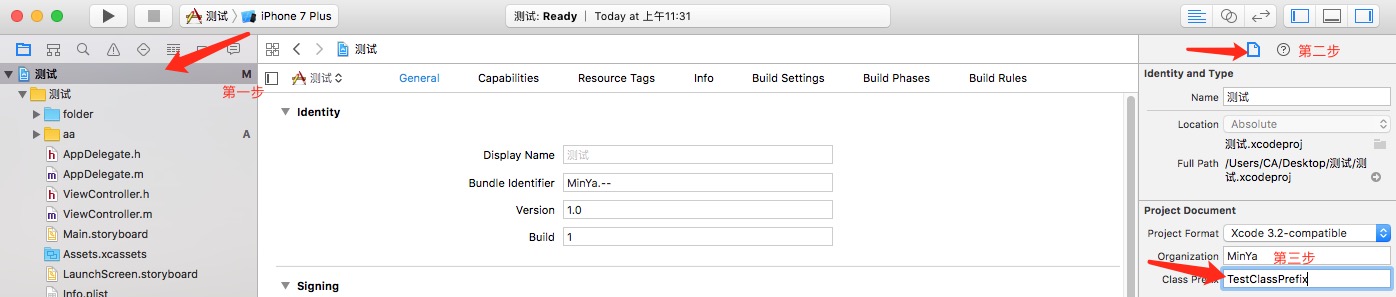 测试 iPhone 7 Plus
测试: Ready | Today at 上午11:31
测试 M
第一步
测试
folder
aa A
AppDelegate.h
AppDelegate.m
ViewController.h
ViewController.m
Main.storyboard
Assets.xcassets
LaunchScreen.storyboard
Info.plist
测试
测试 General Capabilities Resource Tags Info Build Settings Build Phases Build Rules
Identity
Display Name 测试
Bundle Identifier MinYa.--
Version 1.0
Build 1
Signing
第二步
Identity and Type
Name 测试
Location Absolute
测试.xcodeproj
Full Path /Users/CA/Desktop/测试/测
试.xcodeproj
Project Document
Project Format Xcode 3.2-compatible
Organization MinYa 第三步
Class Prefix TestClassPrefix